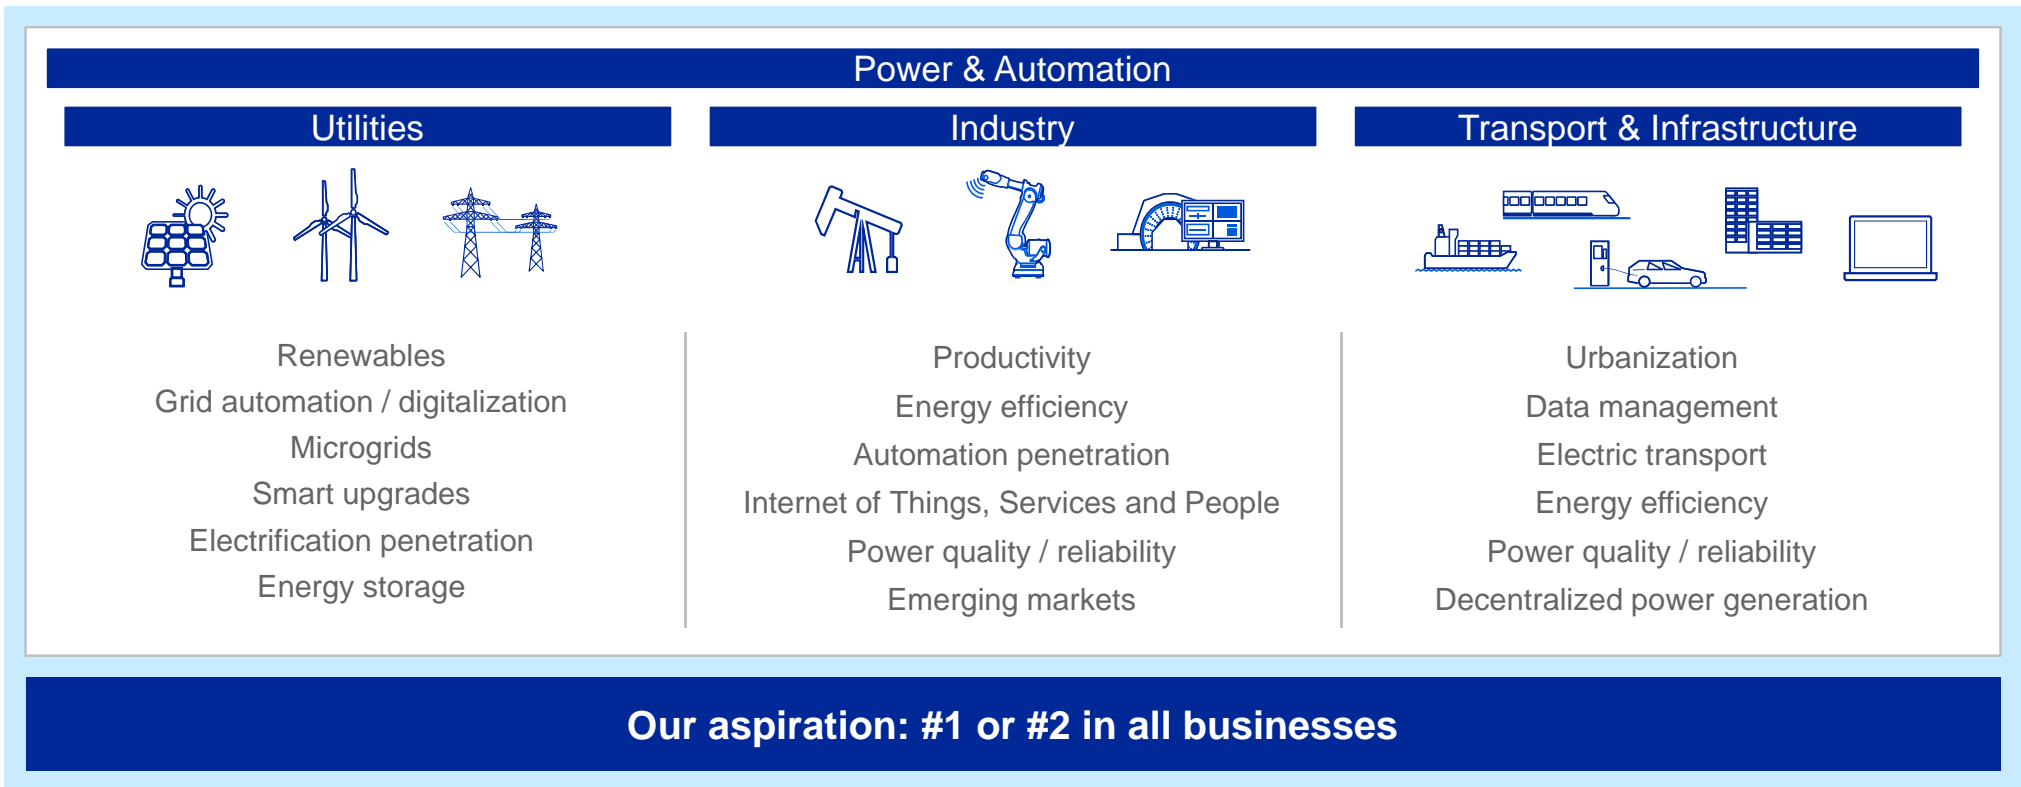 Power & Automation
Utilities
Renewables
Grid automation / digitalization
Microgrids
Smart upgrades
Electrification penetration
Energy storage
Industry
Productivity
Energy efficiency
Automation penetration
Internet of Things, Services and People
Power quality / reliability
Emerging markets
Transport & Infrastructure
Urbanization
Data management
Electric transport
Energy efficiency
Power quality / reliability
Decentralized power generation
Our aspiration: #1 or #2 in all businesses